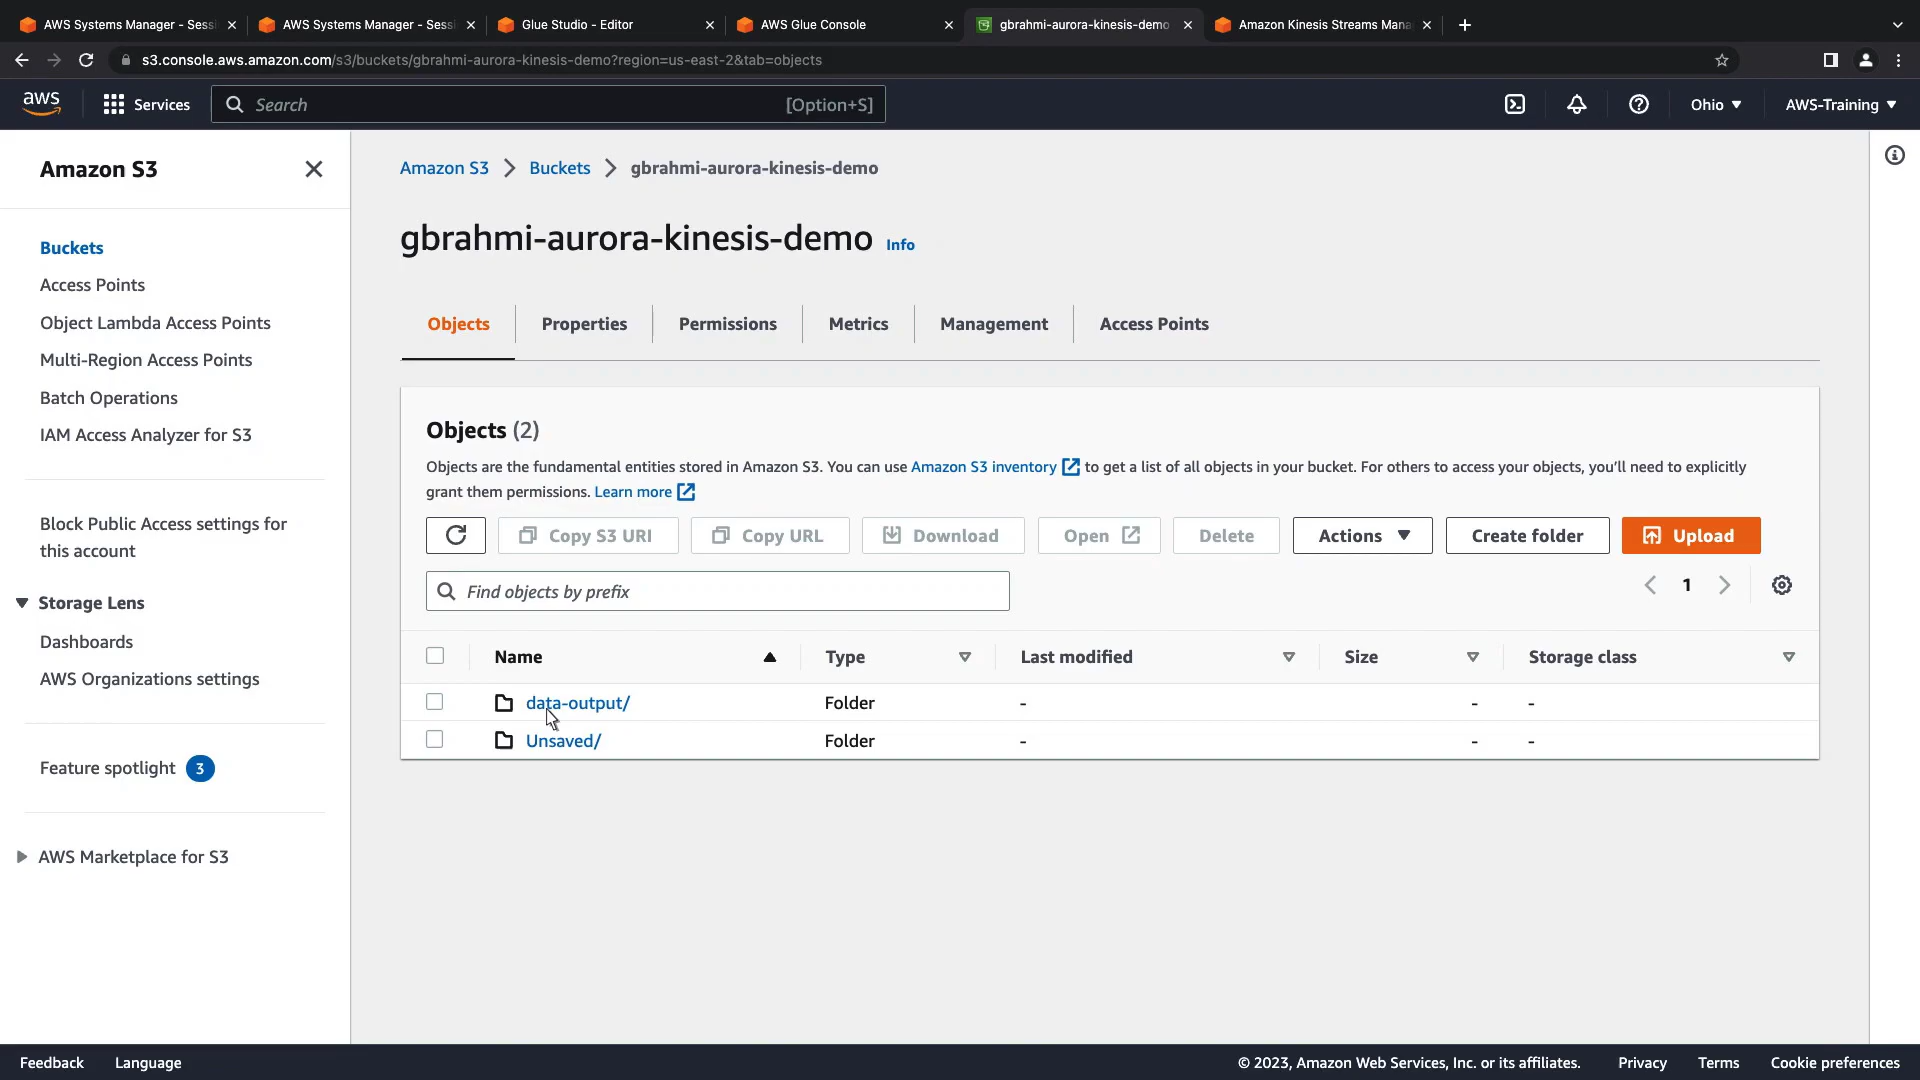 AWS Systems Manager - Sessi
AWS Systems Manager - Sessi
Glue Studio - Editor
AWS Glue Console
gbrahmi-aurora-kinesis-demo
Amazon Kinesis Streams Mana
s3.console.aws.amazon.com/s3/buckets/gbrahmi-aurora-kinesis-demo?region=us-east-2&tab=objects
aws
Services
Search
[Option+S]
Ohio
AWS-Training
Amazon S3
Buckets
Access Points
Object Lambda Access Points
Multi-Region Access Points
Batch Operations
IAM Access Analyzer for S3
Block Public Access settings for
this account
Storage Lens
Dashboards
AWS Organizations settings
Feature spotlight 3
AWS Marketplace for S3
Amazon S3 > Buckets > gbrahmi-aurora-kinesis-demo
gbrahmi-aurora-kinesis-demo Info
Objects
Properties
Permissions
Metrics
Management
Access Points
Objects (2)
Objects are the fundamental entities stored in Amazon S3. You can use Amazon S3 inventory to get a list of all objects in your bucket. For others to access your objects, you'll need to explicitly
grant them permissions. Learn more
Copy S3 URI
Copy URL
Download
Open
Delete
Actions
Create folder
Upload
Find objects by prefix
1
Name Type Last modified Size Storage class
data-output/ Folder - - -
Unsaved/ Folder - - -
Feedback
Language
© 2023, Amazon Web Services, Inc. or its affiliates.
Privacy
Terms
Cookie preferences